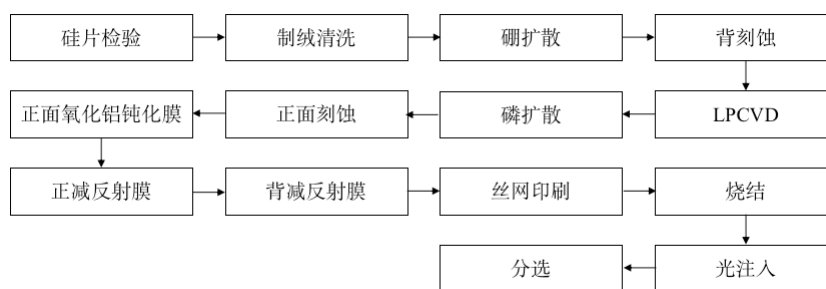 硅片检验
制绒清洗
硼扩散
背刻蚀
LPCVD
磷扩散
正面刻蚀
正面氧化铝钝化膜
正减反射膜
背减反射膜
丝网印刷
烧结
光注入
分选